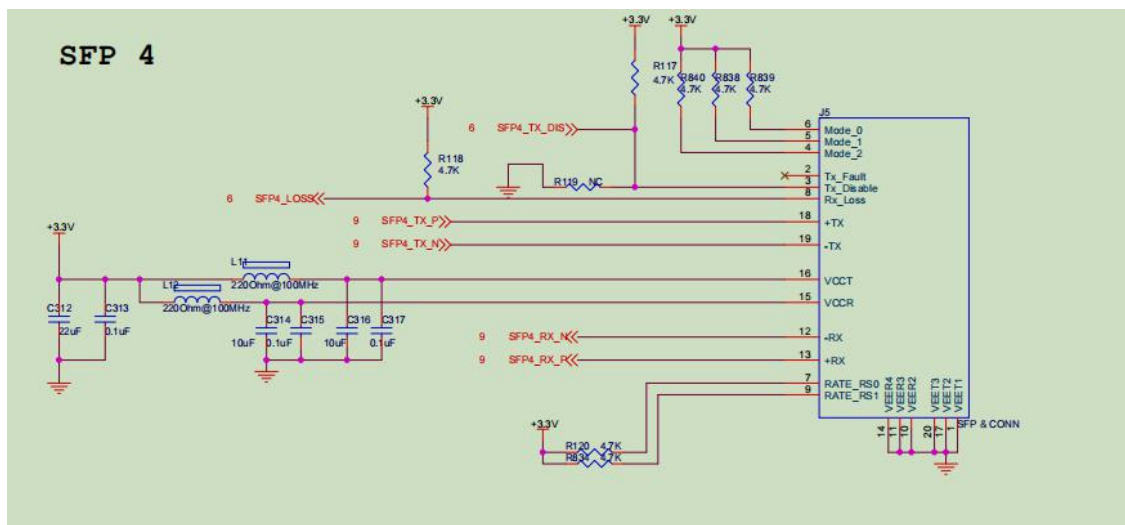 SFP 4
+3.3V
+3.3V
R117
4.7K
R840
4.7K
R838
4.7K
R839
4.7K
J5
+3.3V
6 SFP4_TX_DIS
R118
4.7K
R119 NC
6 SFP4_LOSS
9 SFP4_TX_P
9 SFP4_TX_N
6 Mode_0
5 Mode_1
4 Mode_2
2 Tx_Fault
3 Tx_Disable
8 Rx_Loss
18 +TX
19 -TX
16 VCCT
15 VCCR
12 -RX
13 +RX
7 RATE_RS0
9 RATE_RS1
+3.3V
L11
220Ohm@100MHz
L12
220Ohm@100MHz
C312
22uF
C313
0.1uF
C314
10uF
C315
0.1uF
C316
10uF
C317
0.1uF
9 SFP4_RX_N
9 SFP4_RX_P
+3.3V
R120 4.7K
R834 4.7K
VEER4
VEER3
VEER2
VEET3
VEET2
VEET1
14
11
10
20
17
1
SFP & CONN